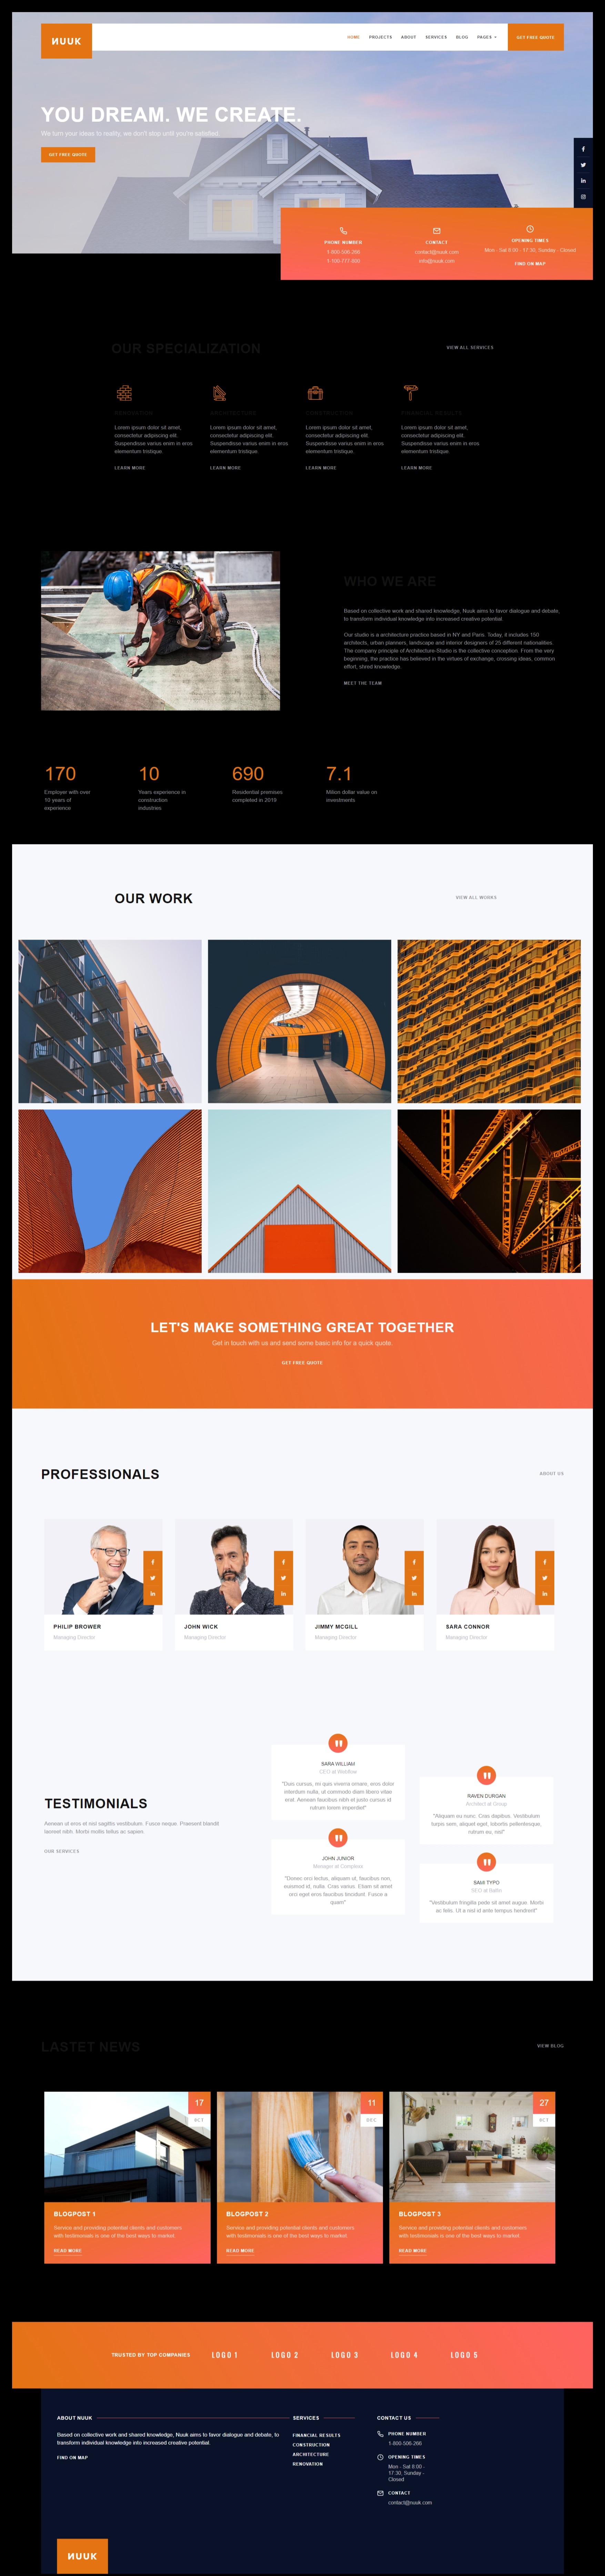 NUUK
HOME PROJECTS ABOUT SERVICES BLOG PAGES
GET FREE QUOTE
YOU DREAM. WE CREATE.
We turn your ideas to reality, we don't stop until you're satisfied.
GET FREE QUOTE
PHONE NUMBER
1-800-506-266
CONTACT
contact@nuuk.com
info@nuuk.com
OPENING TIMES
Mon - Sat 8:00 - 17:30, Sunday - Closed
FIND ON MAP
OUR SPECIALIZATION
VIEW ALL SERVICES
RENOVATION
Lorem ipsum dolor sit amet,
consectetur adipiscing elit.
Suspendisse varius enim in eros
elementum tristique.
LEARN MORE
ARCHITECTURE
Lorem ipsum dolor sit amet,
consectetur adipiscing elit.
Suspendisse varius enim in eros
elementum tristique.
LEARN MORE
CONSTRUCTION
Lorem ipsum dolor sit amet,
consectetur adipiscing elit.
Suspendisse varius enim in eros
elementum tristique.
LEARN MORE
FINANCIAL RESULTS
Lorem ipsum dolor sit amet,
consectetur adipiscing elit.
Suspendisse varius enim in eros
elementum tristique.
LEARN MORE
WHO WE ARE
Based on collective work and shared knowledge, Nuuk aims to favor dialogue and debate,
to transform individual knowledge into increased creative potential.
Our studio is a architecture practice based in NY and Paris. Today, it includes 150
architects, urban planners, landscape and interior designers of 25 different nationalities.
The company principle of Architecture-Studio is the collective conception. From the very
beginning, the practice has believed in the virtues of exchange, crossing ideas, common
effort, shred knowledge.
MEET THE TEAM
170
Employer with over
10 years of
experience
10
Years experience in
construction
industries
690
Residential premises
completed in 2019
7.1
Milion dollar value on
investments
OUR WORK
VIEW ALL WORKS
LET'S MAKE SOMETHING GREAT TOGETHER
Get in touch with us and send some basic info for a quick quote.
GET FREE QUOTE
PROFESSIONALS
ABOUT US
PHILIP BROWER
Managing Director
JOHN WICK
Managing Director
JIMMY MCGILL
Managing Director
SARA CONNOR
Managing Director
TESTIMONIALS
Aenean ut eros et nisl sagittis vestibulum. Fusce neque. Praesent blandit
laoreet nibh. Morbi mollis tellus ac sapien.
OUR SERVICES
SARA WILLIAM
CEO at Webflow
"Duis cursus, mi quis viverra ornare, eros dolor
interdum nulla, ut commodo diam libero vitae
erat. Aenean faucibus nibh et justo cursus id
rutrum lorem imperdiet"
JOHN JUNIOR
Manager at Complexx
"Donec orci lectus, aliquam ut, faucibus non,
euismod id, nulla. Cras varius. Etiam sit amet
orci eget eros faucibus tincidunt. Fusce a
quam"
RAVEN DURGAN
Architect at Group
"Aliquam eu nunc. Cras dapibus. Vestibulum
turpis sem, aliquet eget, lobortis pellentesque,
rutrum eu, nisl"
SAMI TYPO
SEO at Baltio
"Vestibulum fringilla pede sit amet augue. Morbi
ac felis. Ut a nisl id ante tempus hendrerit"
LASTET NEWS
VIEW BLOG
17
OCT
BLOGPOST 1
Service and providing potential clients and customers
with testimonials is one of the best ways to market.
READ MORE
11
DEC
BLOGPOST 2
Service and providing potential clients and customers
with testimonials is one of the best ways to market.
READ MORE
27
OCT
BLOGPOST 3
Service and providing potential clients and customers
with testimonials is one of the best ways to market.
READ MORE
TRUSTED BY TOP COMPANIES
LOGO 1
LOGO 2
LOGO 3
LOGO 4
LOGO 5
ABOUT NUUK
Based on collective work and shared knowledge, Nuuk aims to favor dialogue and debate, to
transform individual knowledge into increased creative potential.
FIND ON MAP
SERVICES
FINANCIAL RESULTS
CONSTRUCTION
ARCHITECTURE
RENOVATION
CONTACT US
PHONE NUMBER
1-800-506-266
OPENING TIMES
Mon - Sat 8:00 -
17:30, Sunday -
Closed
CONTACT
contact@nuuk.com
NUUK